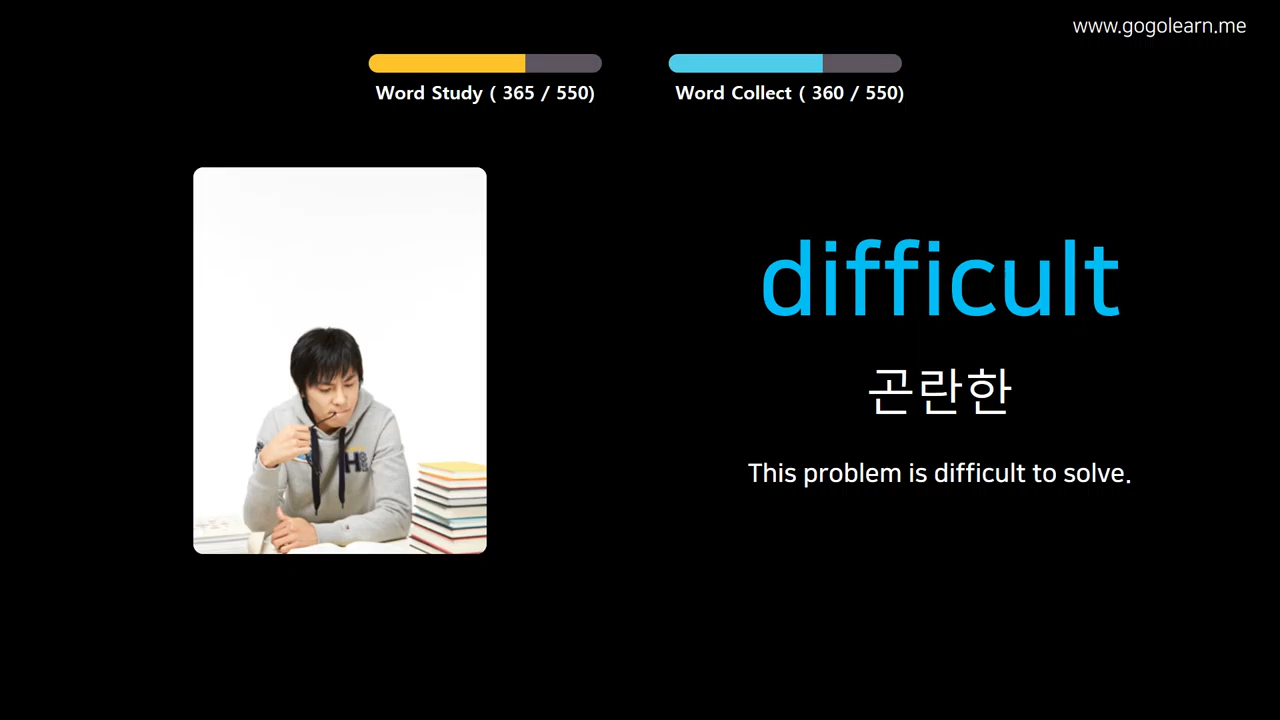 www.gogolearn.me
Word Study ( 365 / 550)
Word Collect ( 360 / 550)
difficult
곤란한
This problem is difficult to solve.
H